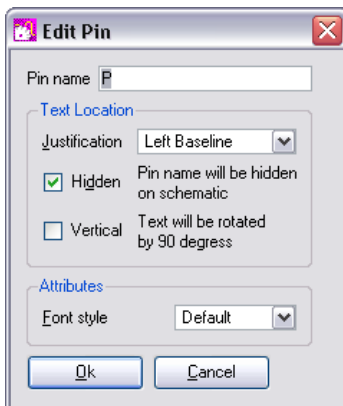 Edit Pin
Pin name P
Text Location
Justification Left Baseline
Hidden Pin name will be hidden
on schematic
Vertical Text will be rotated
by 90 degress
Attributes
Font style Default
Ok Cancel